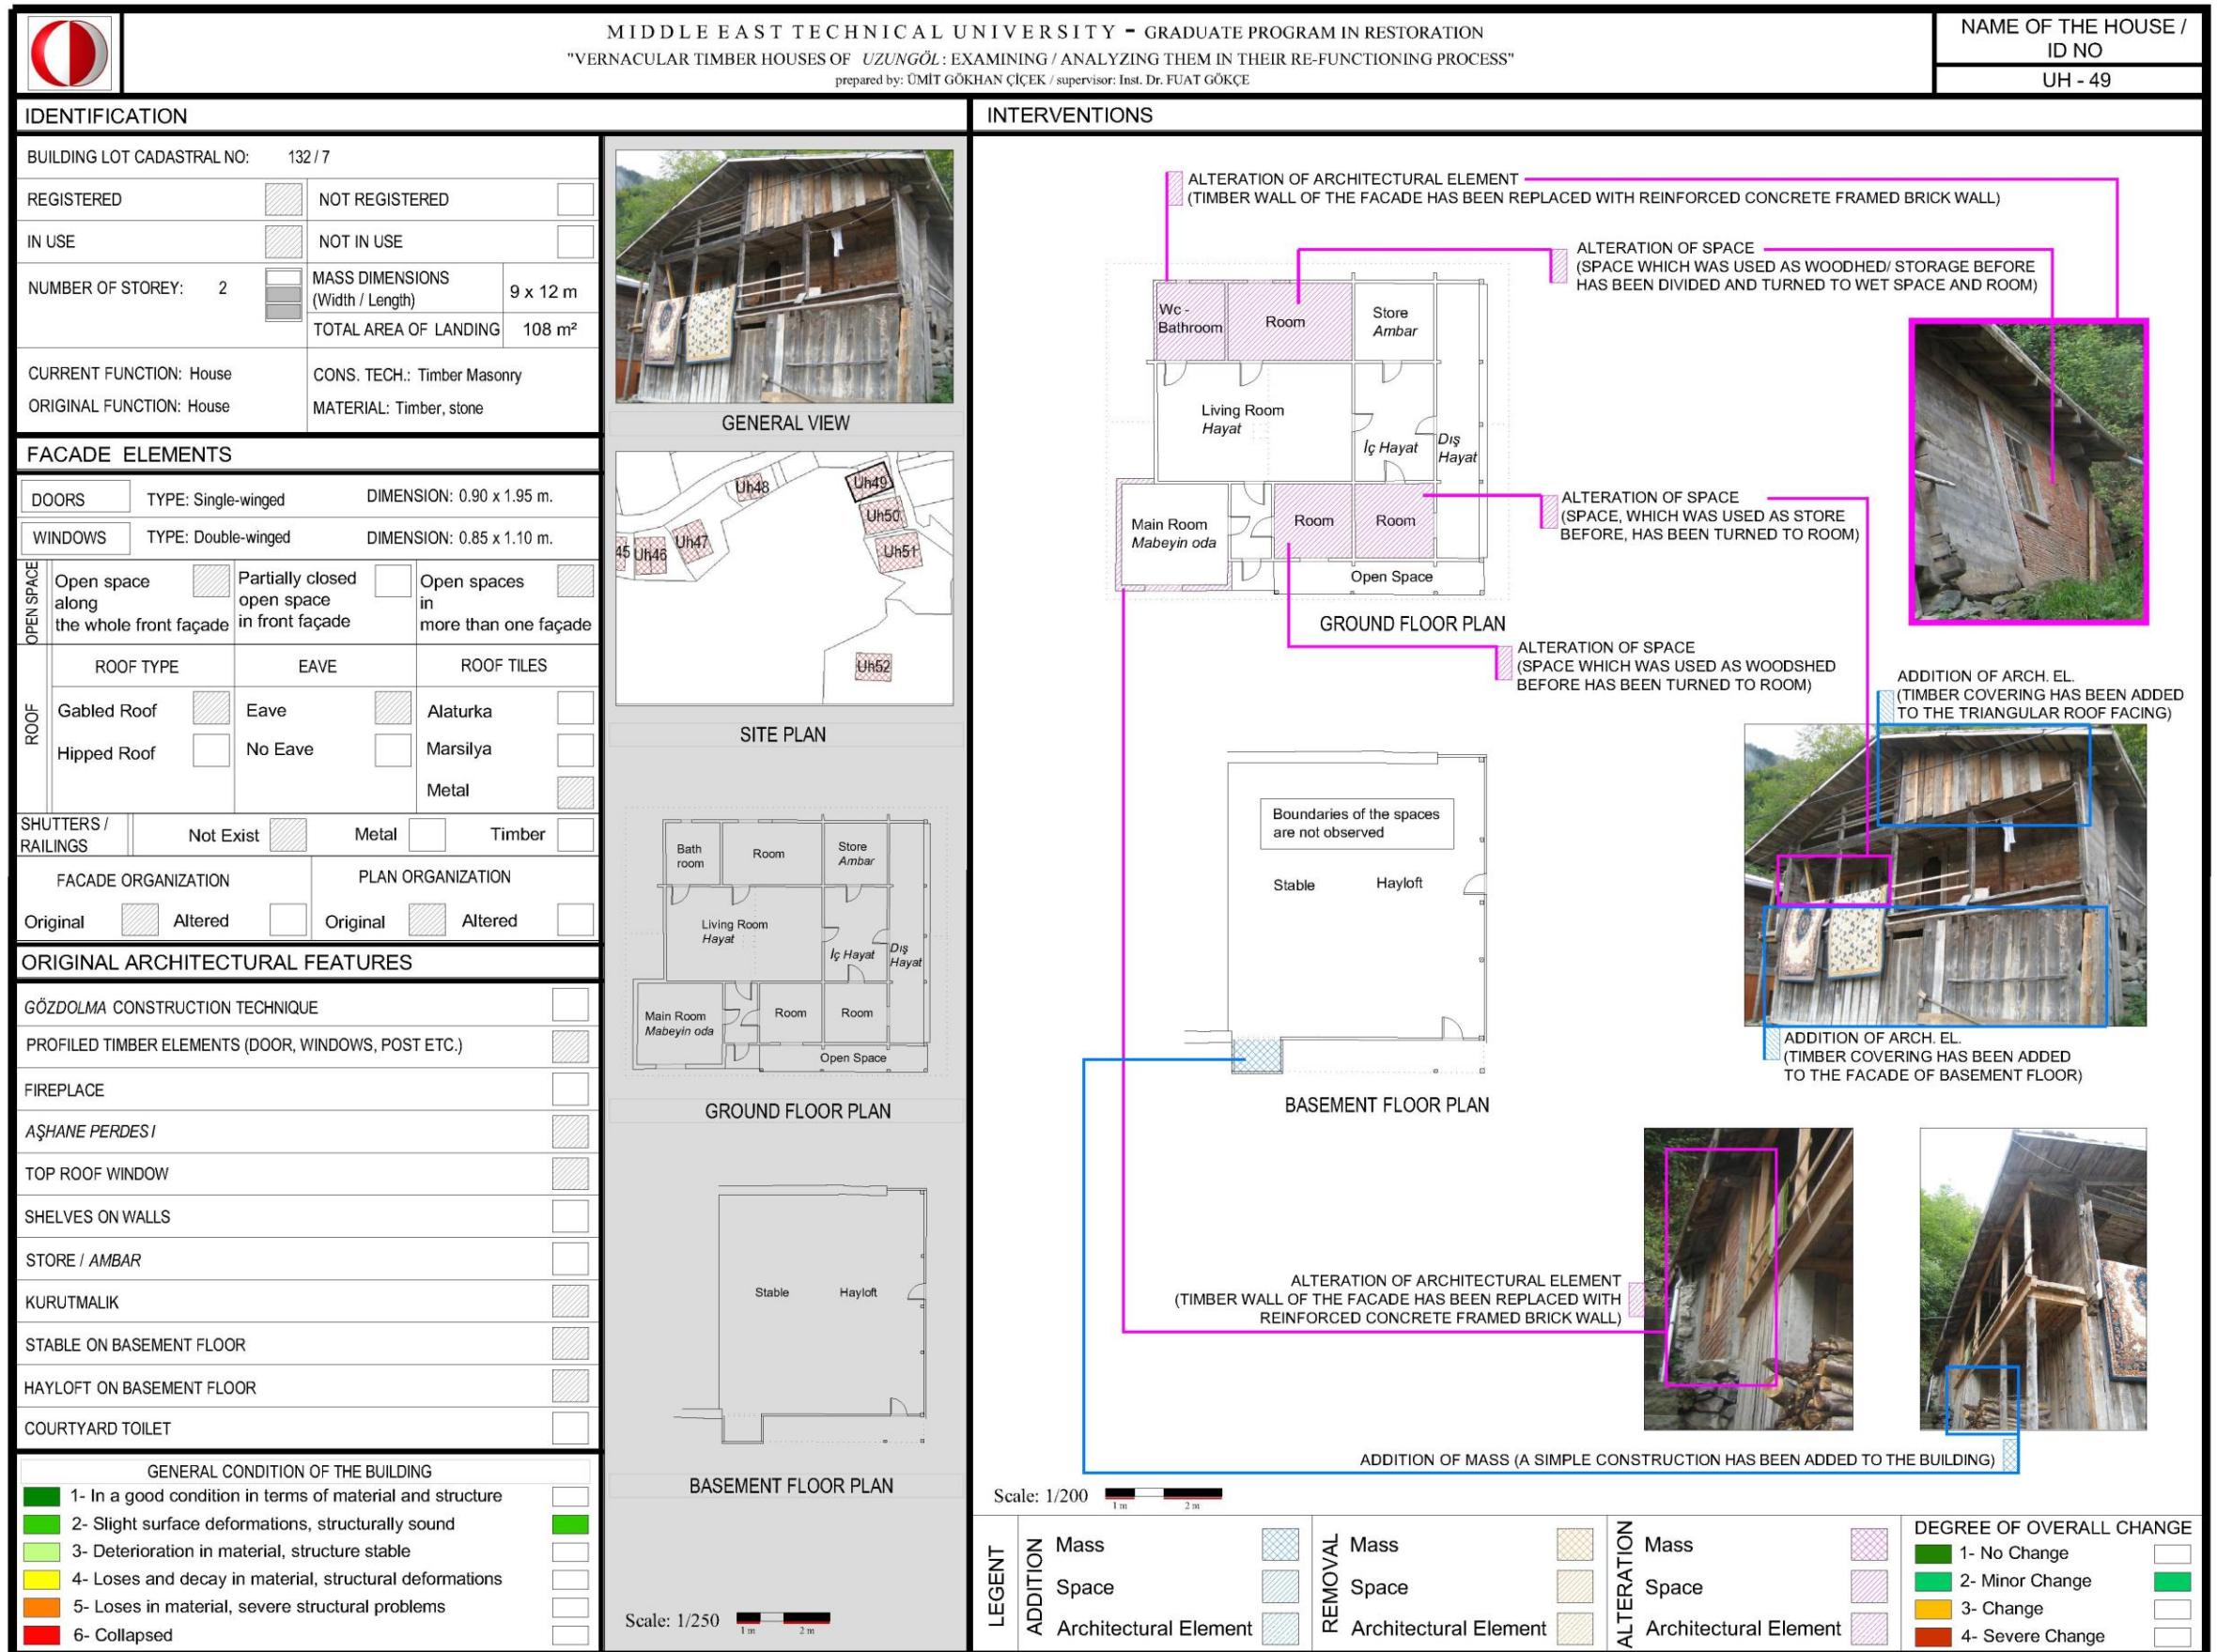 MIDDLE EAST TECHNICAL UNIVERSITY - GRADUATE PROGRAM IN RESTORATION
"VERNACULAR TIMBER HOUSES OF UZUNGÖL: EXAMINING / ANALYZING THEM IN THEIR RE-FUNCTIONING PROCESS"
prepared by: ÜMİT GÖKHAN ÇİÇEK / supervisor: Inst. Dr. FUAT GÖKÇE
NAME OF THE HOUSE /
ID NO
UH - 49
IDENTIFICATION
BUILDING LOT CADASTRAL NO: 132 / 7
REGISTERED
NOT REGISTERED
IN USE
NOT IN USE
NUMBER OF STOREY: 2
MASS DIMENSIONS
(Width / Length)
9 x 12 m
TOTAL AREA OF LANDING
108 m²
CURRENT FUNCTION: House
ORIGINAL FUNCTION: House
CONS. TECH.: Timber Masonry
MATERIAL: Timber, stone
FACADE ELEMENTS
DOORS
TYPE: Single-winged
DIMENSION: 0.90 x 1.95 m.
WINDOWS
TYPE: Double-winged
DIMENSION: 0.85 x 1.10 m.
OPEN SPACE
Open space
along
the whole front façade
Partially closed
open space
in front façade
Open spaces
in
more than one façade
ROOF
ROOF TYPE
EAVE
ROOF TILES
Gabled Roof
Eave
Alaturka
Hipped Roof
No Eave
Marsilya
Metal
SHUTTERS /
RAILINGS
Not Exist
Metal
Timber
FACADE ORGANIZATION
PLAN ORGANIZATION
Original
Altered
Original
Altered
ORIGINAL ARCHITECTURAL FEATURES
GÖZDOLMA CONSTRUCTION TECHNIQUE
PROFILED TIMBER ELEMENTS (DOOR, WINDOWS, POST ETC.)
FIREPLACE
AŞHANE PERDESI
TOP ROOF WINDOW
SHELVES ON WALLS
STORE / AMBAR
KURUTMALIK
STABLE ON BASEMENT FLOOR
HAYLOFT ON BASEMENT FLOOR
COURTYARD TOILET
GENERAL CONDITION OF THE BUILDING
1- In a good condition in terms of material and structure
2- Slight surface deformations, structurally sound
3- Deterioration in material, structure stable
4- Loses and decay in material, structural deformations
5- Loses in material, severe structural problems
6- Collapsed
GENERAL VIEW
Uh48
Uh49
Uh50
Uh51
Uh47
Uh46
45
Uh52
SITE PLAN
Bath
room
Room
Store
Ambar
Living Room
Hayat
İç Hayat
Dış
Hayat
Main Room
Mabeyin oda
Room
Room
Open Space
GROUND FLOOR PLAN
Stable
Hayloft
BASEMENT FLOOR PLAN
Scale: 1/250
1 m
2 m
INTERVENTIONS
ALTERATION OF ARCHITECTURAL ELEMENT
(TIMBER WALL OF THE FACADE HAS BEEN REPLACED WITH REINFORCED CONCRETE FRAMED BRICK WALL)
ALTERATION OF SPACE
(SPACE WHICH WAS USED AS WOODHED/ STORAGE BEFORE
HAS BEEN DIVIDED AND TURNED TO WET SPACE AND ROOM)
Wc -
Bathroom
Room
Store
Ambar
Living Room
Hayat
İç Hayat
Dış
Hayat
Main Room
Mabeyin oda
Room
Room
Open Space
GROUND FLOOR PLAN
ALTERATION OF SPACE
(SPACE, WHICH WAS USED AS STORE
BEFORE, HAS BEEN TURNED TO ROOM)
ALTERATION OF SPACE
(SPACE WHICH WAS USED AS WOODSHED
BEFORE HAS BEEN TURNED TO ROOM)
ADDITION OF ARCH. EL.
(TIMBER COVERING HAS BEEN ADDED
TO THE TRIANGULAR ROOF FACING)
Boundaries of the spaces
are not observed
Stable
Hayloft
BASEMENT FLOOR PLAN
ADDITION OF ARCH. EL.
(TIMBER COVERING HAS BEEN ADDED
TO THE FACADE OF BASEMENT FLOOR)
ALTERATION OF ARCHITECTURAL ELEMENT
(TIMBER WALL OF THE FACADE HAS BEEN REPLACED WITH
REINFORCED CONCRETE FRAMED BRICK WALL)
ADDITION OF MASS (A SIMPLE CONSTRUCTION HAS BEEN ADDED TO THE BUILDING)
Scale: 1/200
1 m
2 m
LEGENT
ADDITION
Mass
Space
Architectural Element
REMOVAL
Mass
Space
Architectural Element
ALTERATION
Mass
Space
Architectural Element
DEGREE OF OVERALL CHANGE
1- No Change
2- Minor Change
3- Change
4- Severe Change